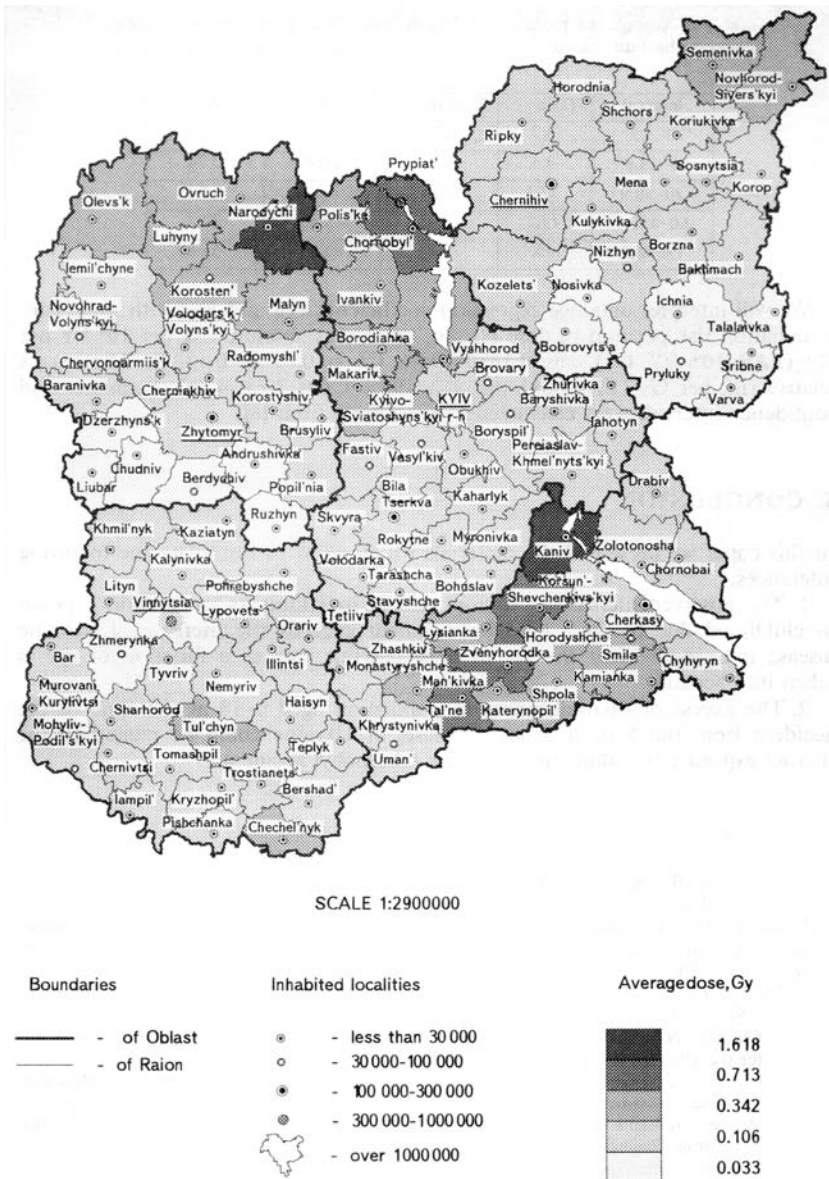 Semenivka
Novhorod-
Sivers'kyi
Horodnia
Shchors
Koriukivka
Ripky
Prypiat'
Sosnytsia
Chernihiv
Mena
Korop
Olevs'k
Ovruch
Narodychi
Polis'ke
Kulykivka
Chornobyl'
Luhyny
Nizhyn
Borzna
Bakhmach
Iemil'chyne
Kozelets'
Nosivka
Korosten'
Ivankiv
Ichnia
Novohrad-
Volyns'kyi
Volodars'k-
Volyns'kyi
Malyn
Talalaivka
Bobrovyts'a
Borodianka
Vyshhorod
Chervonoarmiis'k
Radomyshl'
Brovary
Pryluky
Sribne
Baranivka
Makariv
Zhurivka
Varva
Cherniakhiv
Korostyshiv
Kyivo-
KYIV
Baryshivka
Sviatoshyns'kyi r-n
Iahotyn
Dzerzhyns'k
Zhytomyr
Brusyliv
Boryspil'
Fastiv
Vasyl'kiv
Pereiaslav-
Khmel'nyts'kyi
Chudniv
Andrushivka
Obukhiv
Drabiv
Liubar
Berdychiv
Popil'nia
Bila
Tserkva
Kaharlyk
Ruzhyn
Skvyra
Khmil'nyk
Kaziatyn
Rokytne
Myronivka
Kaniv
Zolotonosha
Kalynivka
Volodarka
Chornobai
Tarashcha
Korsun'-
Shevchenkivs'kyi
Lityn
Pohrebyshche
Bohuslav
Stavyshche
Vinnytsia
Lypovets'
Tetiiv
Cherkasy
Orariv
Zhashkiv
Lysianka
Horodyshche
Zhmerynka
Zvenyhorodka
Bar
Illintsi
Monastyryshche
Smila
Chyhyryn
Tyvriv
Man'kivka
Kamianka
Murovani
Kurylivtsi
Nemyriv
Shpola
Sharhorod
Haisyn
Tal'ne
Katerynopil'
Mohyliv-
Podil's'kyi
Tul'chyn
Khrystynivka
Teplyk
Uman'
Tomashpil
Chernivtsi
Trostianets'
Bershad'
Iampil'
Kryzhopil'
Pishchanka
Chechel'nyk
SCALE 1:2900000
Boundaries
Inhabited localities
Average dose, Gy
- of Oblast
- less than 30 000
1.618
- of Raion
- 30 000-100 000
0.713
- 100 000-300 000
0.342
- 300 000-1000 000
0.106
- over 1000000
0.033